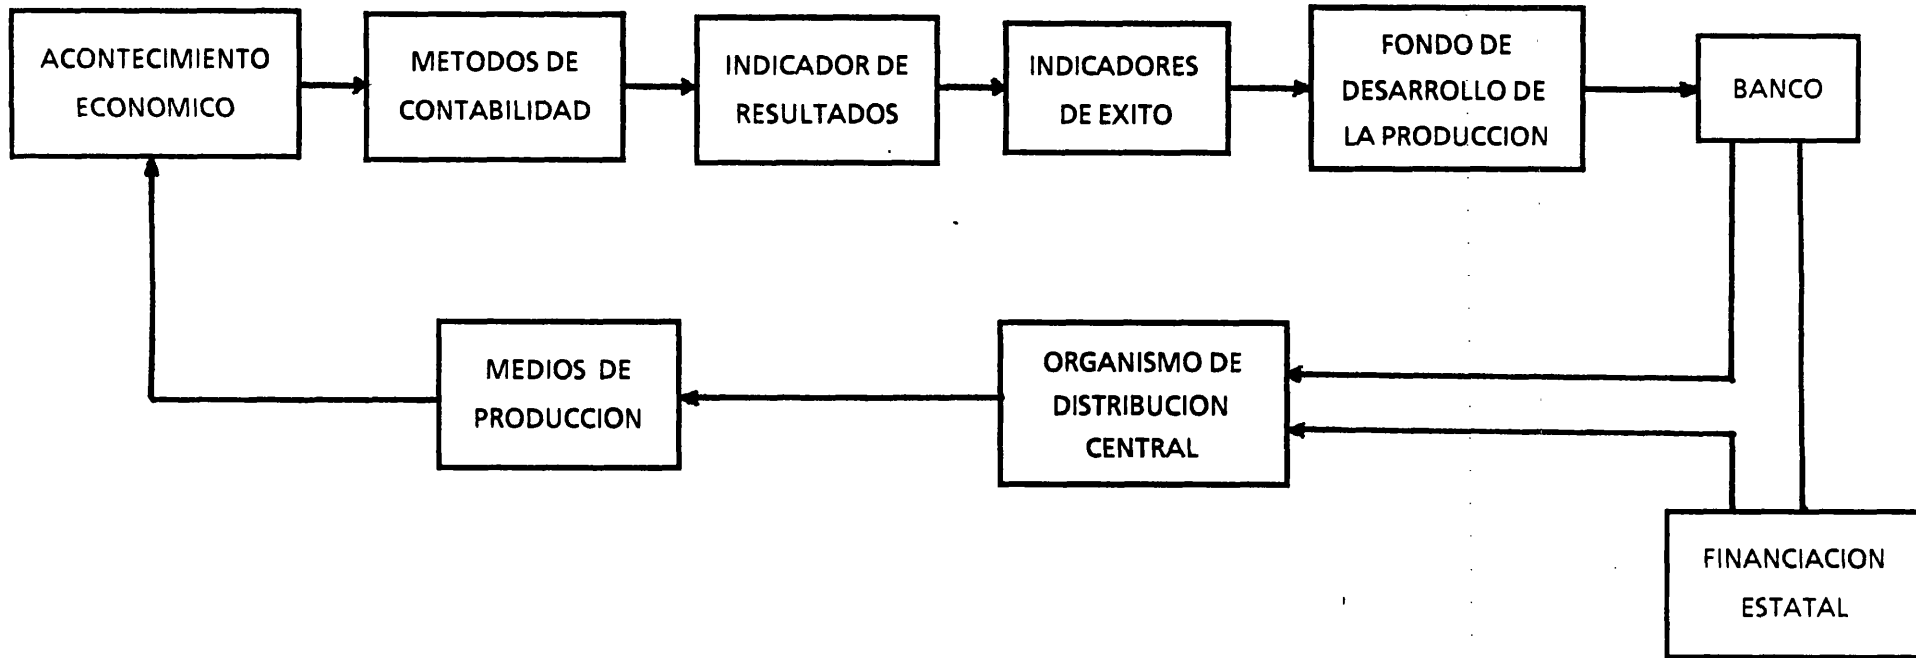 ACONTECIMIENTO
ECONOMICO
METODOS DE
CONTABILIDAD
INDICADOR DE
RESULTADOS
INDICADORES
DE EXITO
FONDO DE
DESARROLLO DE
LA PRODUCCION
BANCO
MEDIOS DE
PRODUCCION
ORGANISMO DE
DISTRIBUCION
CENTRAL
FINANCIACION
ESTATAL